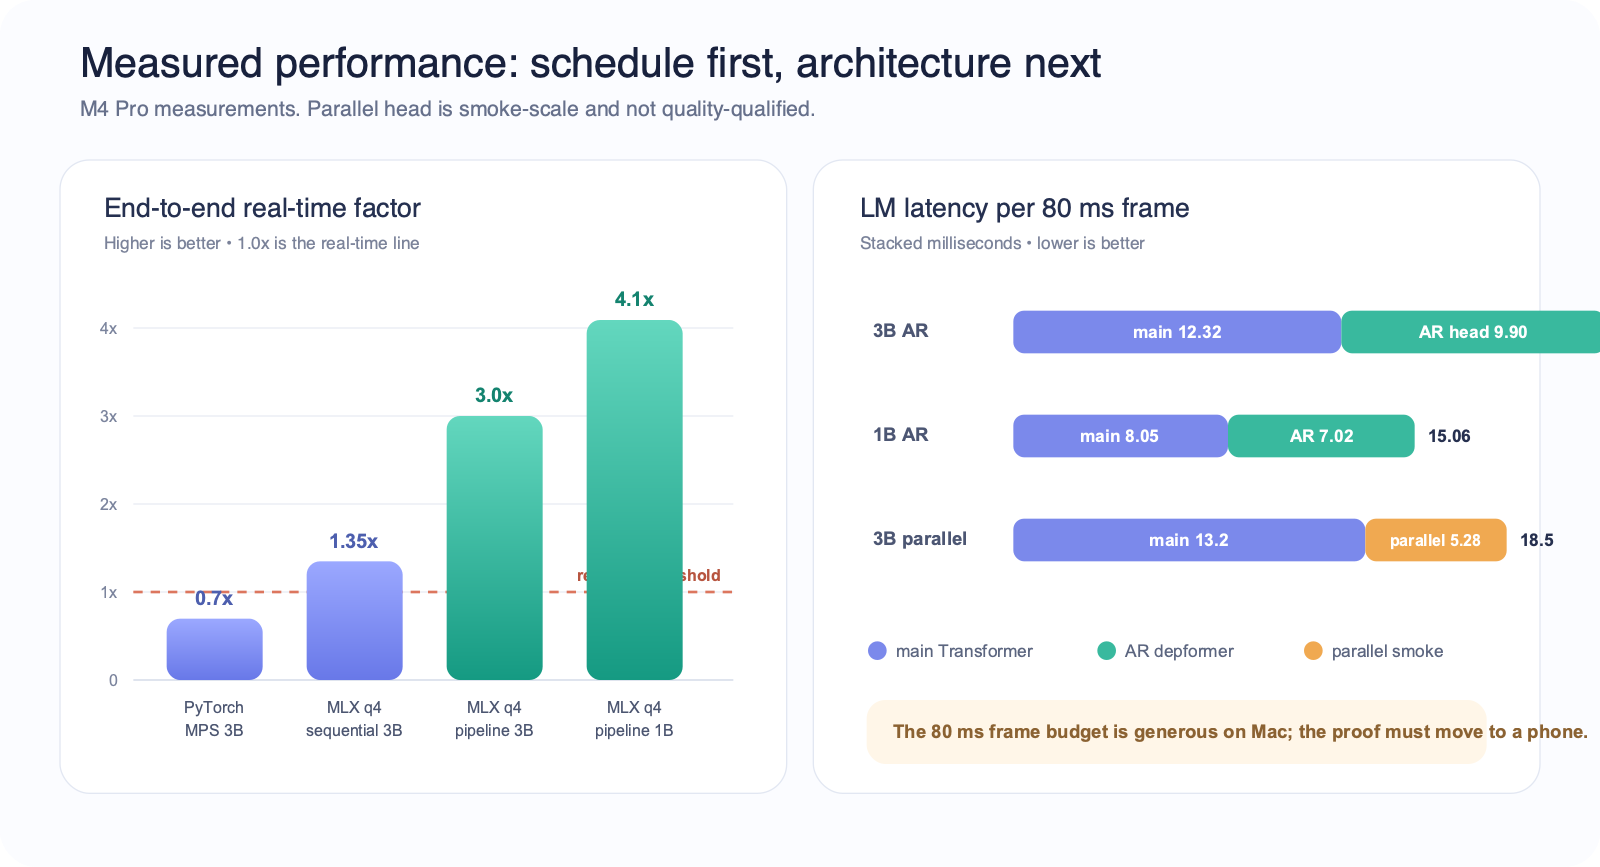 Measured performance: schedule first, architecture next
M4 Pro measurements. Parallel head is smoke-scale and not quality-qualified.
End-to-end real-time factor
Higher is better • 1.0x is the real-time line
4x
3x
2x
1x
0
0.7x
1.35x
3.0x
4.1x
re
shold
PyTorch
MPS 3B
MLX q4
sequential 3B
MLX q4
pipeline 3B
MLX q4
pipeline 1B
LM latency per 80 ms frame
Stacked milliseconds • lower is better
3B AR main 12.32 AR head 9.90
1B AR main 8.05 AR 7.02 15.06
3B parallel main 13.2 parallel 5.28 18.5
main Transformer AR depformer parallel smoke
The 80 ms frame budget is generous on Mac; the proof must move to a phone.